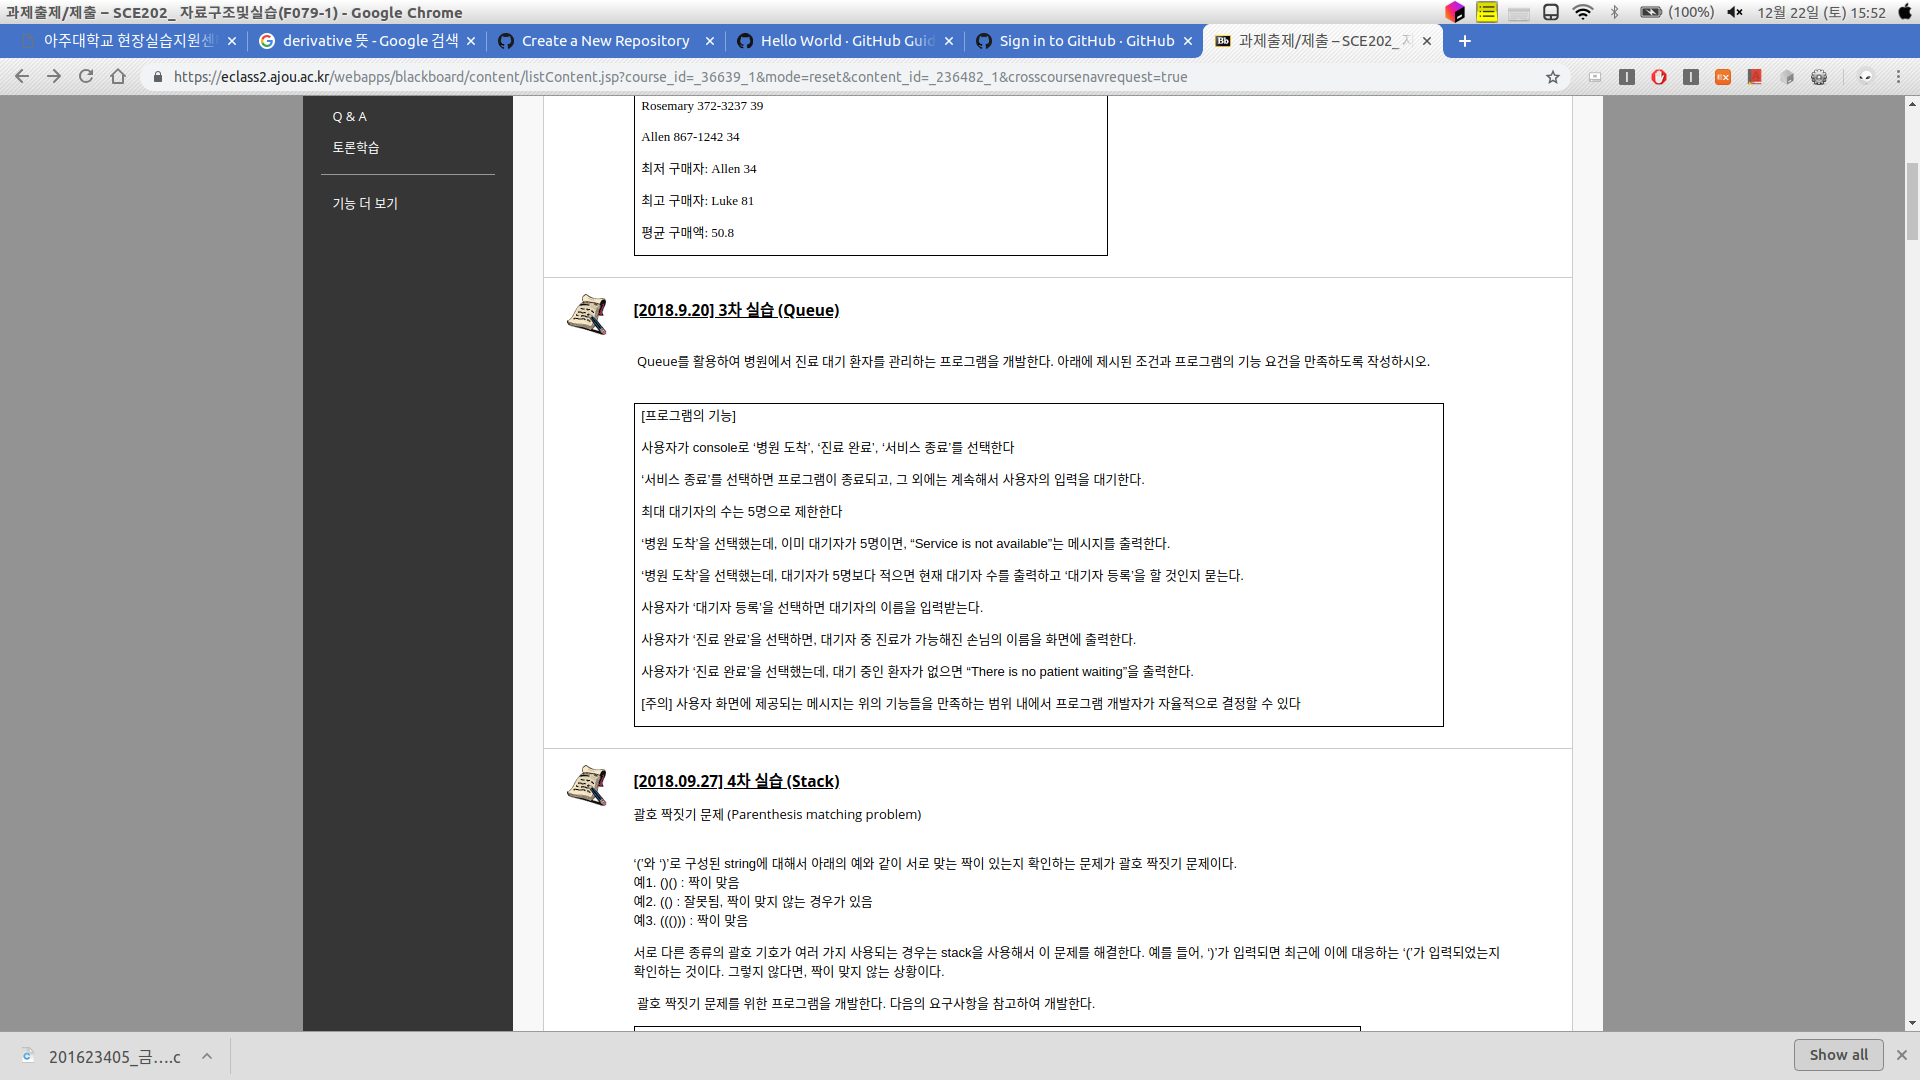 과제출제/제출 – SCE202_ 자료구조및실습(F079-1) - Google Chrome
(100%)
12월 22일 (토) 15:52
아주대학교 현장실습지원센
derivative 뜻 - Google 검색
Create a New Repository
Hello World · GitHub Guid
Sign in to GitHub · GitHub
과제출제/제출 – SCE202_ 자
https://eclass2.ajou.ac.kr/webapps/blackboard/content/listContent.jsp?course_id=_36639_1&mode=reset&content_id=_236482_1&crosscoursenavrequest=true
Q & A
토론학습
기능 더 보기
Rosemary 372-3237 39
Allen 867-1242 34
최저 구매자: Allen 34
최고 구매자: Luke 81
평균 구매액: 50.8
[2018.9.20] 3차 실습 (Queue)
Queue를 활용하여 병원에서 진료 대기 환자를 관리하는 프로그램을 개발한다. 아래에 제시된 조건과 프로그램의 기능 요건을 만족하도록 작성하시오.
[프로그램의 기능]
사용자가 console로 ‘병원 도착’, ‘진료 완료’, ‘서비스 종료’를 선택한다
‘서비스 종료’를 선택하면 프로그램이 종료되고, 그 외에는 계속해서 사용자의 입력을 대기한다.
최대 대기자의 수는 5명으로 제한한다
‘병원 도착’을 선택했는데, 이미 대기자가 5명이면, “Service is not available”는 메시지를 출력한다.
‘병원 도착’을 선택했는데, 대기자가 5명보다 적으면 현재 대기자 수를 출력하고 ‘대기자 등록’을 할 것인지 묻는다.
사용자가 ‘대기자 등록’을 선택하면 대기자의 이름을 입력받는다.
사용자가 ‘진료 완료’을 선택하면, 대기자 중 진료가 가능해진 손님의 이름을 화면에 출력한다.
사용자가 ‘진료 완료’을 선택했는데, 대기 중인 환자가 없으면 “There is no patient waiting”을 출력한다.
[주의] 사용자 화면에 제공되는 메시지는 위의 기능들을 만족하는 범위 내에서 프로그램 개발자가 자율적으로 결정할 수 있다
[2018.09.27] 4차 실습 (Stack)
괄호 짝짓기 문제 (Parenthesis matching problem)
‘(’와 ‘)’로 구성된 string에 대해서 아래의 예와 같이 서로 맞는 짝이 있는지 확인하는 문제가 괄호 짝짓기 문제이다.
예1. ()() : 짝이 맞음
예2. (() : 잘못됨, 짝이 맞지 않는 경우가 있음
예3. ((())) : 짝이 맞음
서로 다른 종류의 괄호 기호가 여러 가지 사용되는 경우는 stack을 사용해서 이 문제를 해결한다. 예를 들어, ‘)’가 입력되면 최근에 이에 대응하는 ‘(’가 입력되었는지
확인하는 것이다. 그렇지 않다면, 짝이 맞지 않는 상황이다.
괄호 짝짓기 문제를 위한 프로그램을 개발한다. 다음의 요구사항을 참고하여 개발한다.
201623405_금....c
Show all